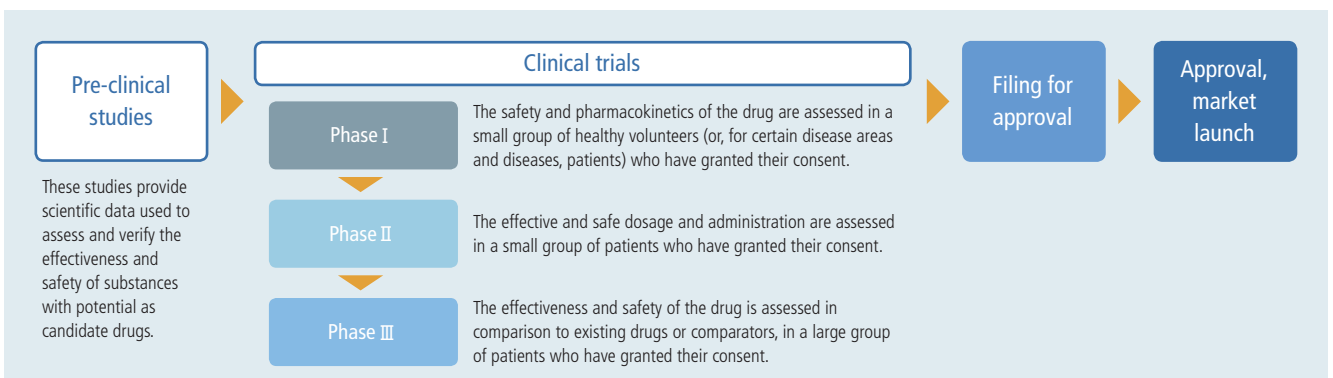 Pre-clinical
studies
These studies provide
scientific data used to
assess and verify the
effectiveness and
safety of substances
with potential as
candidate drugs.
Clinical trials
Phase Ⅰ
The safety and pharmacokinetics of the drug are assessed in a
small group of healthy volunteers (or, for certain disease areas
and diseases, patients) who have granted their consent.
Phase Ⅱ
The effective and safe dosage and administration are assessed
in a small group of patients who have granted their consent.
Phase Ⅲ
The effectiveness and safety of the drug is assessed in
comparison to existing drugs or comparators, in a large group
of patients who have granted their consent.
Filing for
approval
Approval,
market
launch